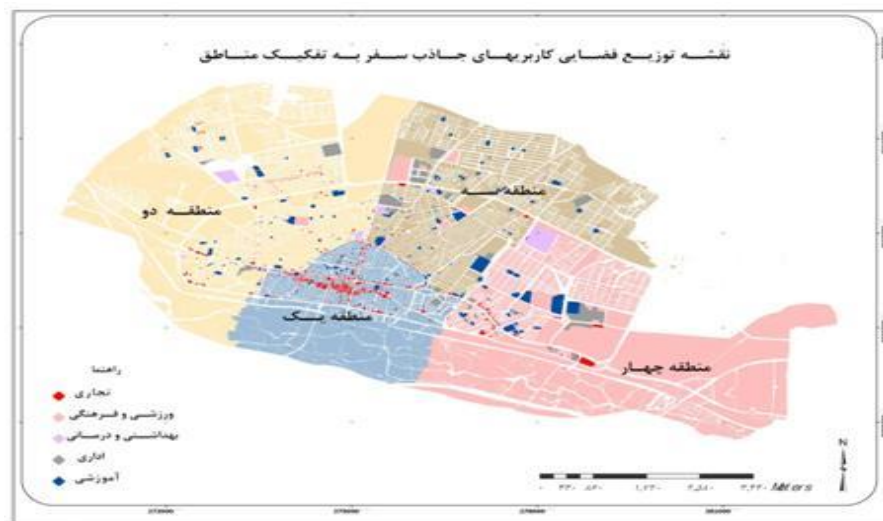 نقشه توزیع فضایی کاربریهای جاذب سفر به تفکیک مناطق
منطقه سه
منطقه دو
منطقه یک
منطقه چهار
راهنما
تجاری
ورزشی و فرهنگی
بهداشتی و درمانی
اداری
آموزشی
N
Meters